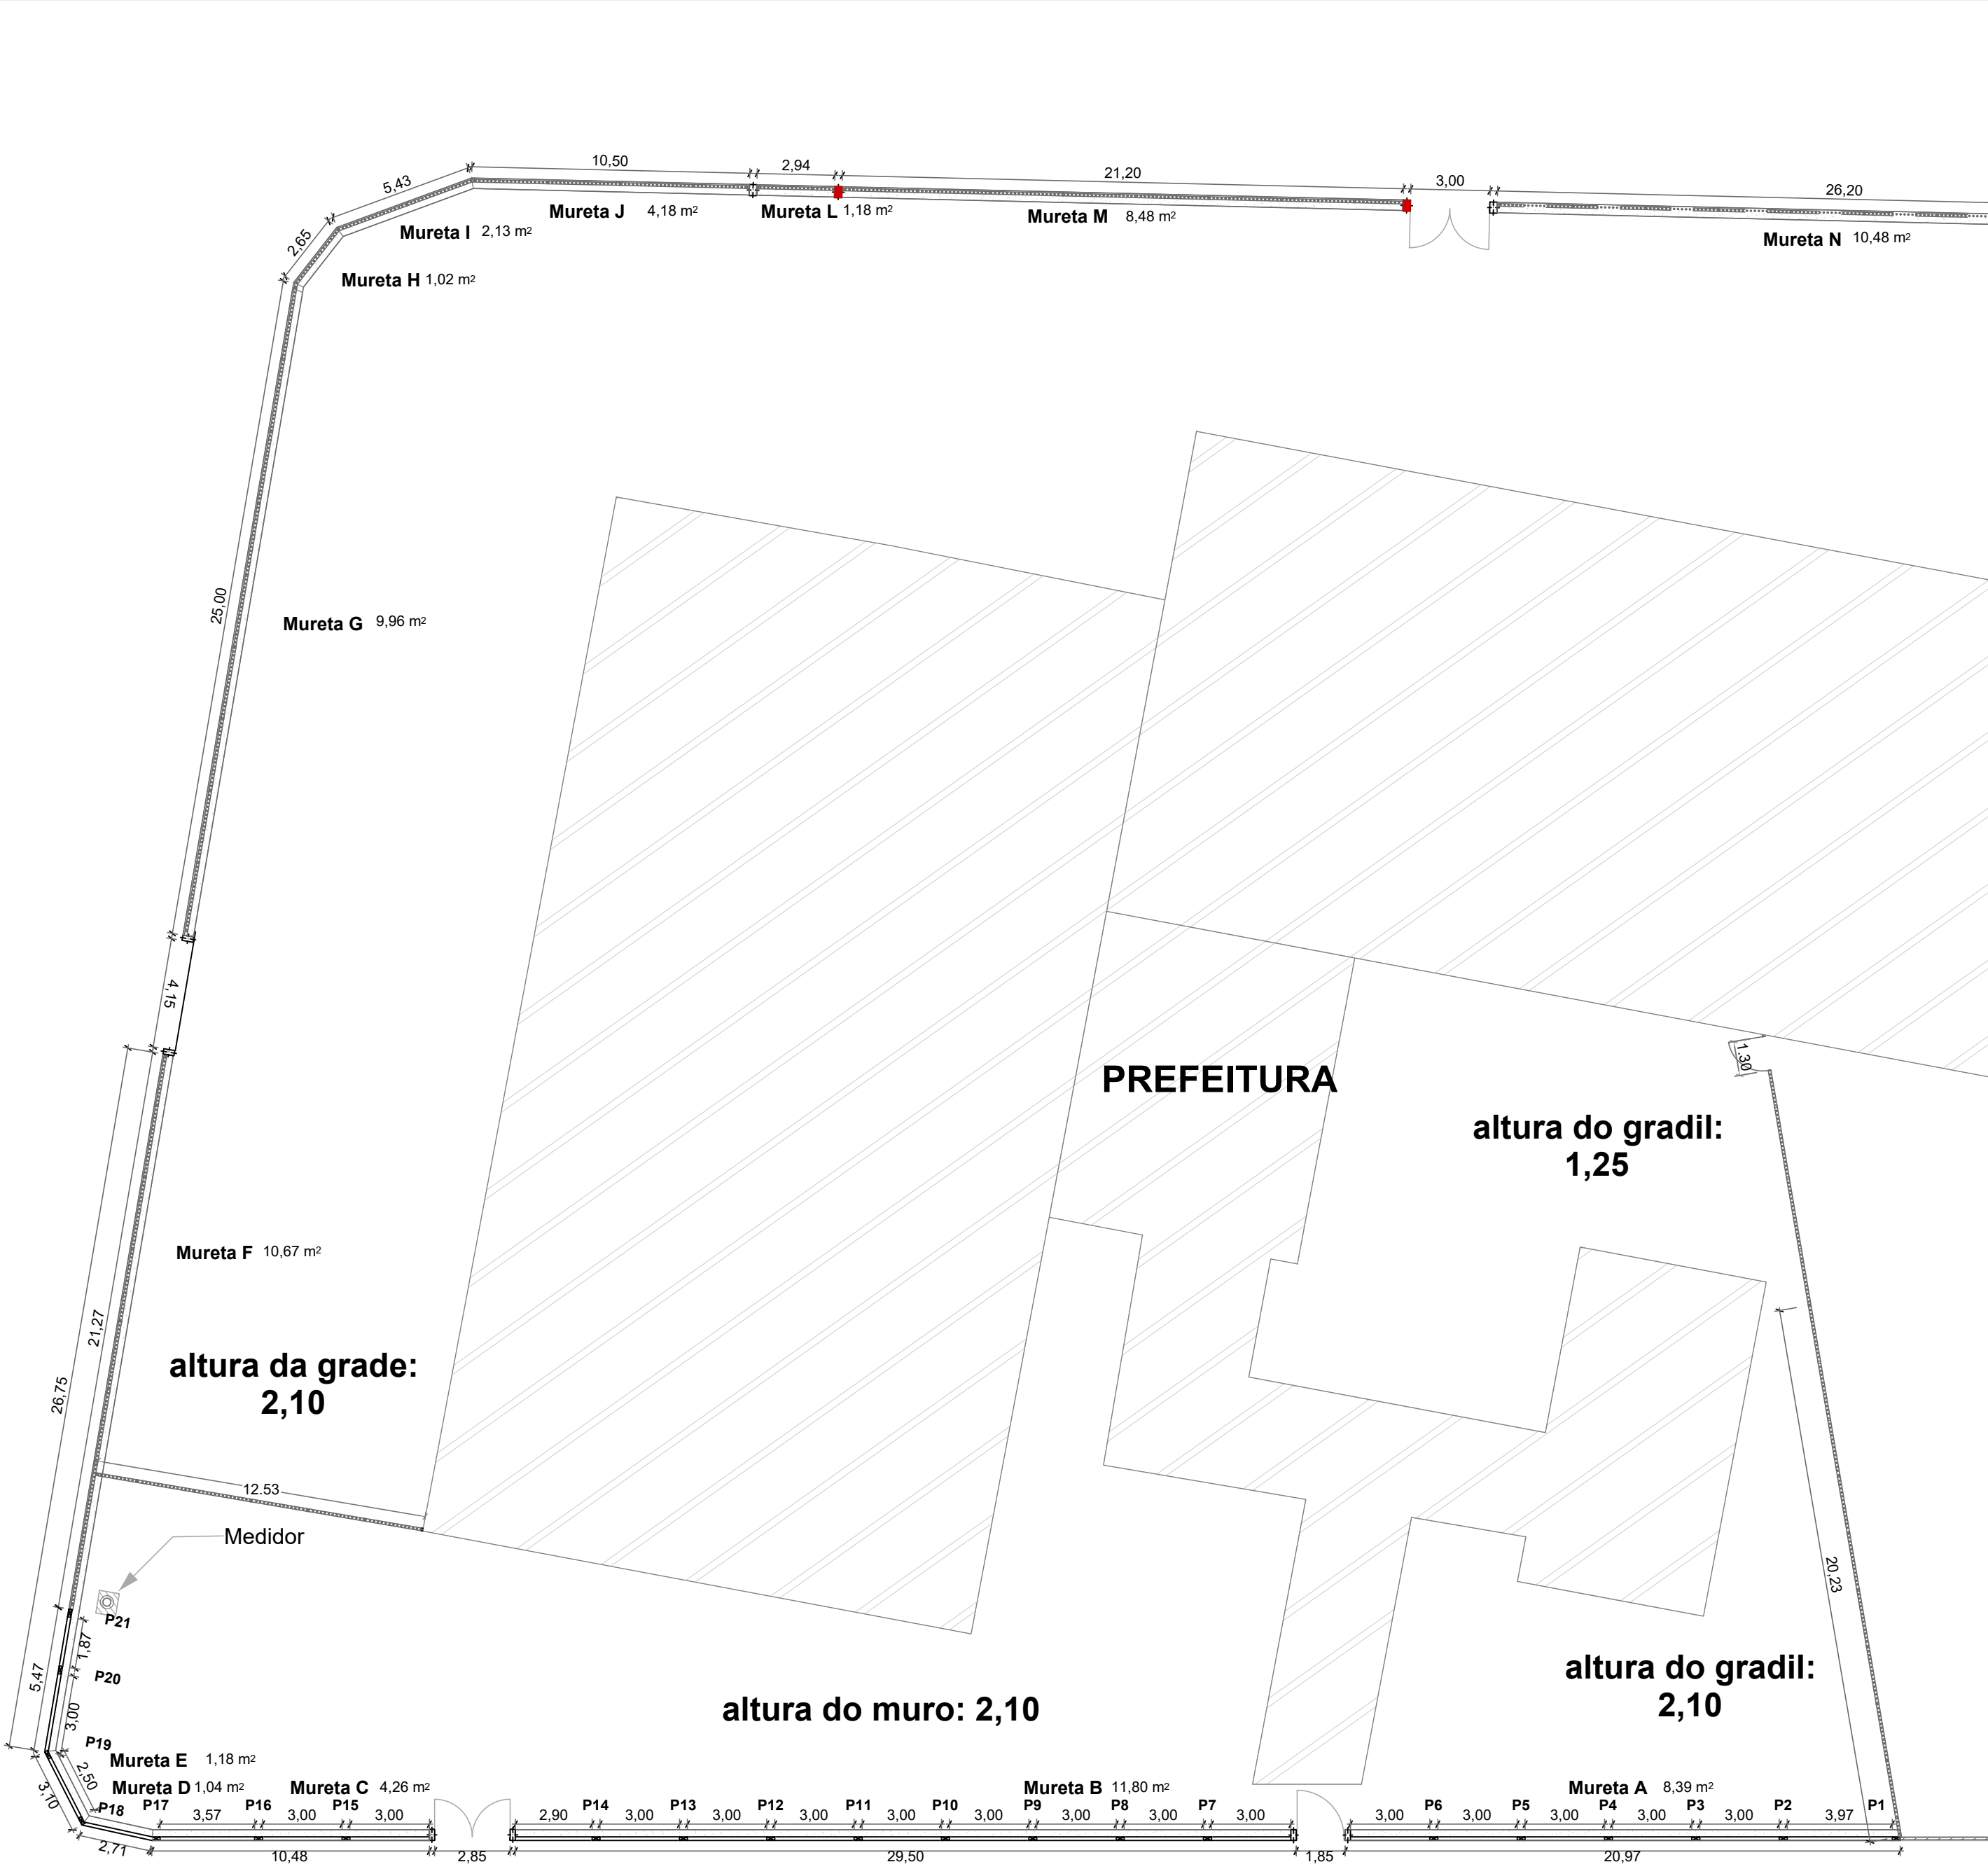 10,50
2,94
21,20
3,00
26,20
5,43
2,65
Mureta J 4,18 m²
Mureta L 1,18 m²
Mureta M 8,48 m²
Mureta N 10,48 m²
Mureta I 2,13 m²
Mureta H 1,02 m²
25,00
Mureta G 9,96 m²
4,15
PREFEITURA
1.30
altura do gradil:
1,25
Mureta F 10,67 m²
21,27
26,75
altura da grade:
2,10
12.53
Medidor
20,23
P21
1,87
P20
5,47
3,00
altura do gradil:
2,10
altura do muro: 2,10
P19
Mureta E 1,18 m²
2,50
3,10
Mureta D 1,04 m²
Mureta C 4,26 m²
Mureta B 11,80 m²
Mureta A 8,39 m²
P18 P17 P16 P15 P14 P13 P12 P11 P10 P9 P8 P7 P6 P5 P4 P3 P2 P1
3,57 3,00 3,00 2,90 3,00 3,00 3,00 3,00 3,00 3,00 3,00 3,00 3,00 3,00 3,00 3,00 3,00 3,97
2,71 10,48 2,85 29,50 1,85 20,97